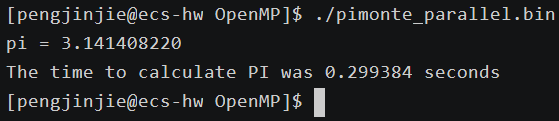 [pengjinjie@ecs-hw OpenMP]$ ./pimonte_parallel.bin
pi = 3.141408220
The time to calculate PI was 0.299384 seconds
[pengjinjie@ecs-hw OpenMP]$